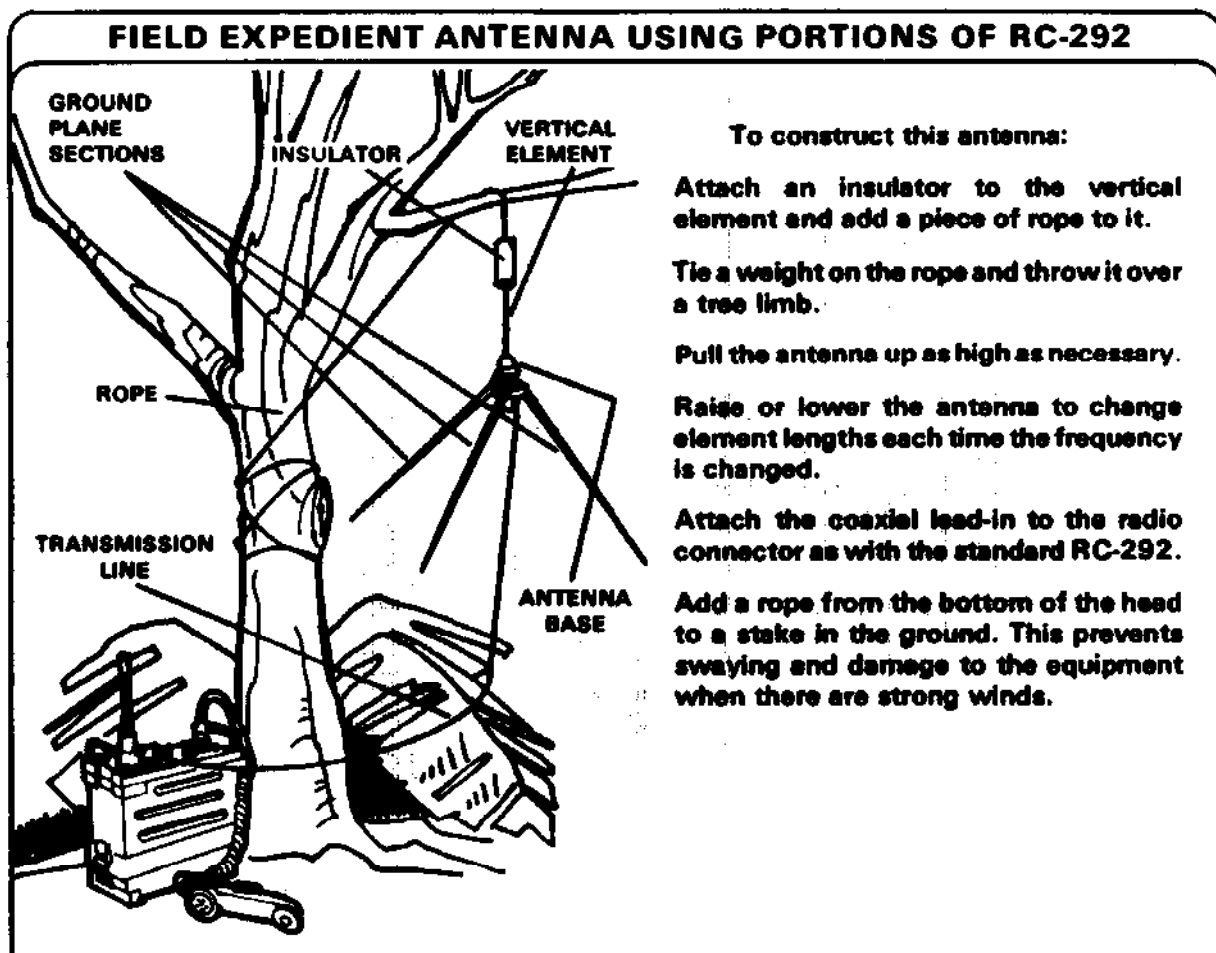 FIELD EXPEDIENT ANTENNA USING PORTIONS OF RC-292
GROUND
PLANE
SECTIONS
INSULATOR
VERTICAL
ELEMENT
ROPE
TRANSMISSION
LINE
ANTENNA
BASE
To construct this antenna:
Attach an insulator to the vertical
element and add a piece of rope to it.
Tie a weight on the rope and throw it over
a tree limb.
Pull the antenna up as high as necessary.
Raise or lower the antenna to change
element lengths each time the frequency
is changed.
Attach the coaxial lead-in to the radio
connector as with the standard RC-292.
Add a rope from the bottom of the head
to a stake in the ground. This prevents
swaying and damage to the equipment
when there are strong winds.